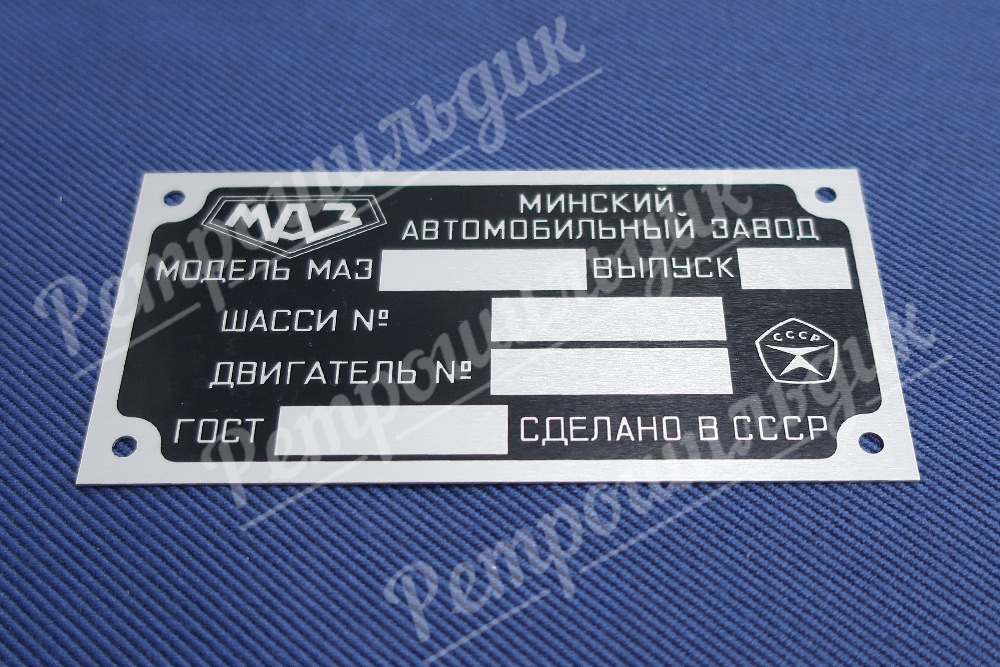 МАЗ
МИНСКИЙ
АВТОМОБИЛЬНЫЙ ЗАВОД
МОДЕЛЬ МАЗ
ВЫПУСК
ШАССИ №
СССР
ДВИГАТЕЛЬ №
ГОСТ
СДЕЛАНО В СССР
Ретрошильдик
Ретрошильдик
Ретрошильдик
Ретрошильдик